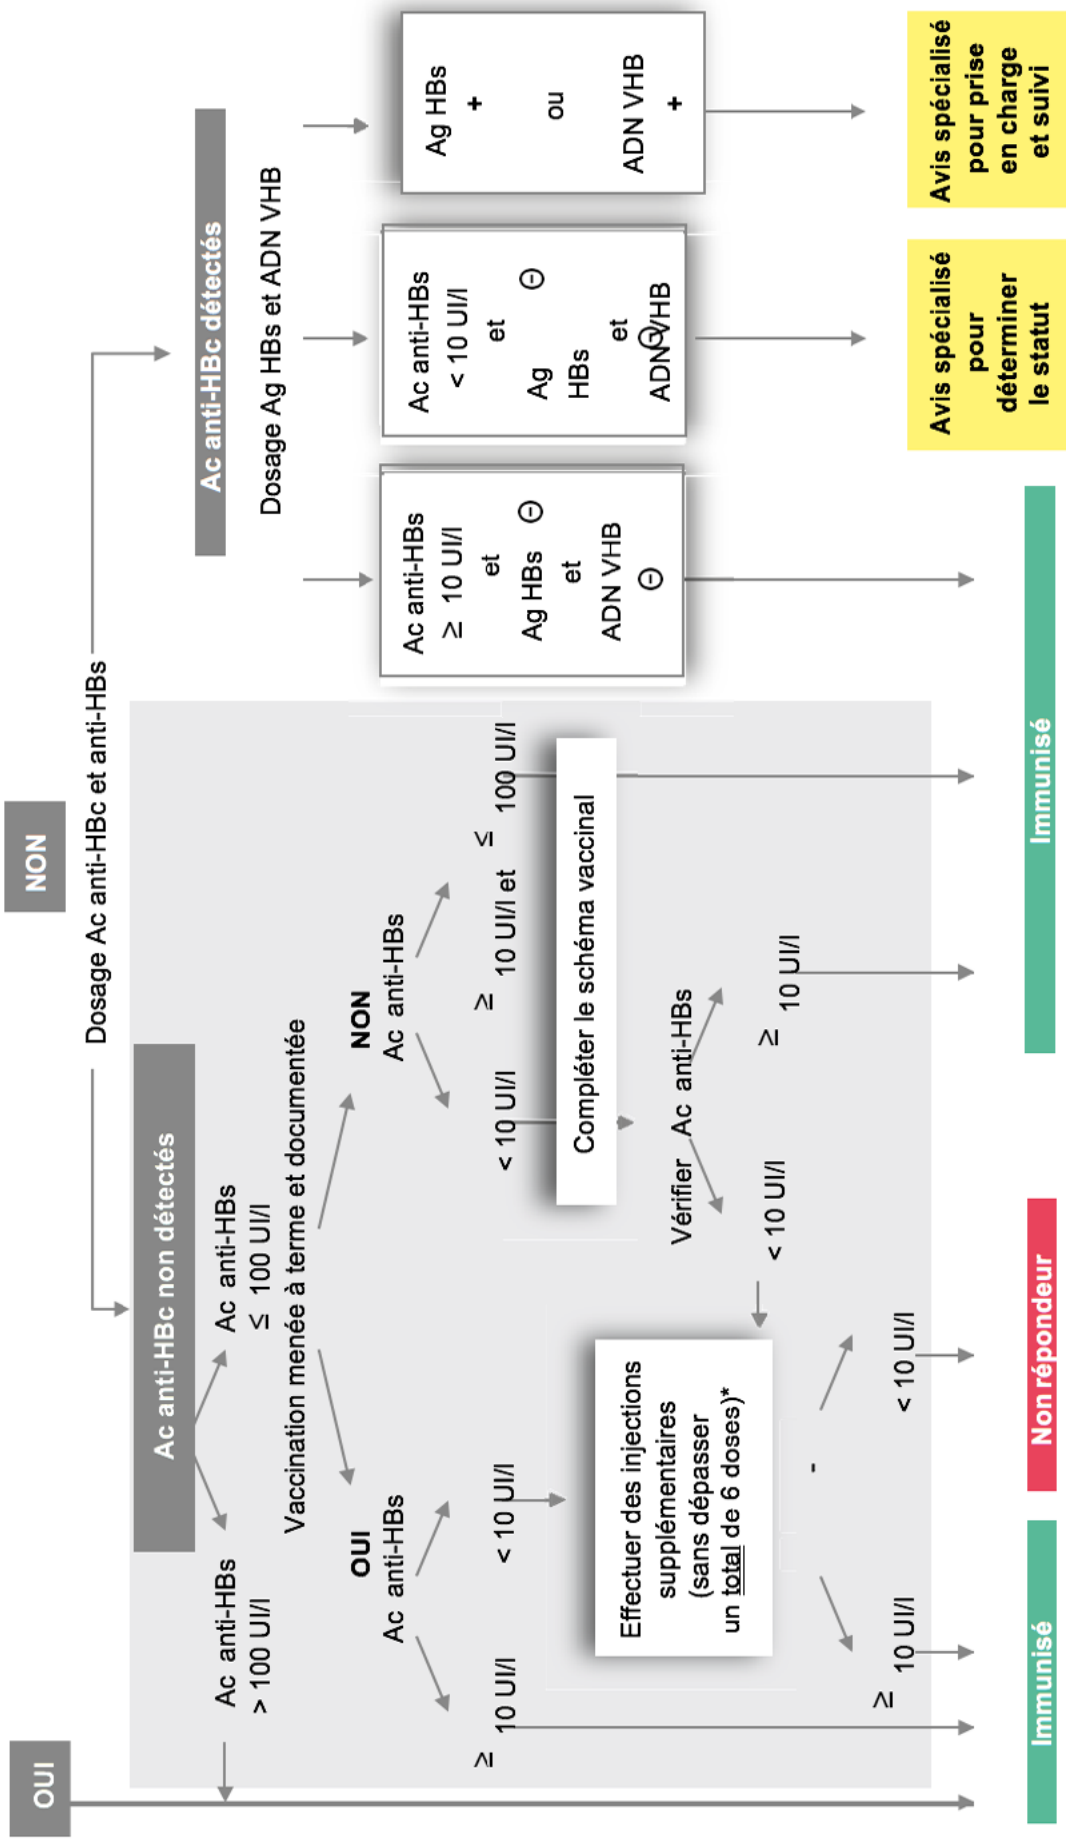 OUI
NON
Dosage Ac anti-HBc et anti-HBs
Ac anti-HBc non détectés
Ac anti-HBc détectés
Ac anti-HBs
> 100 UI/l
Ac anti-HBs
≤ 100 UI/l
Vaccination menée à terme et documentée
OUI
Ac anti-HBs
NON
Ac anti-HBs
≥
10 UI/l
< 10 UI/l
< 10 UI/l
≥ 10 UI/l et
≤ 100 UI/l
Compléter le schéma vaccinal
Vérifier Ac anti-HBs
< 10 UI/l
≥
10 UI/l
Effectuer des injections
supplémentaires
(sans dépasser
un total de 6 doses)*
-
≥
10 UI/l
< 10 UI/l
Dosage Ag HBs et ADN VHB
Ac anti-HBs
≥ 10 UI/l
et
Ag HBs ⊖
et
ADN VHB
⊖
Ac anti-HBs
< 10 UI/l
et
Ag ⊖
HBs
et
⊖
ADN VHB
Ag HBs
+
ou
ADN VHB
+
Immunisé
Non répondeur
Immunisé
Avis spécialisé
pour
déterminer
le statut
Avis spécialisé
pour prise
en charge
et suivi